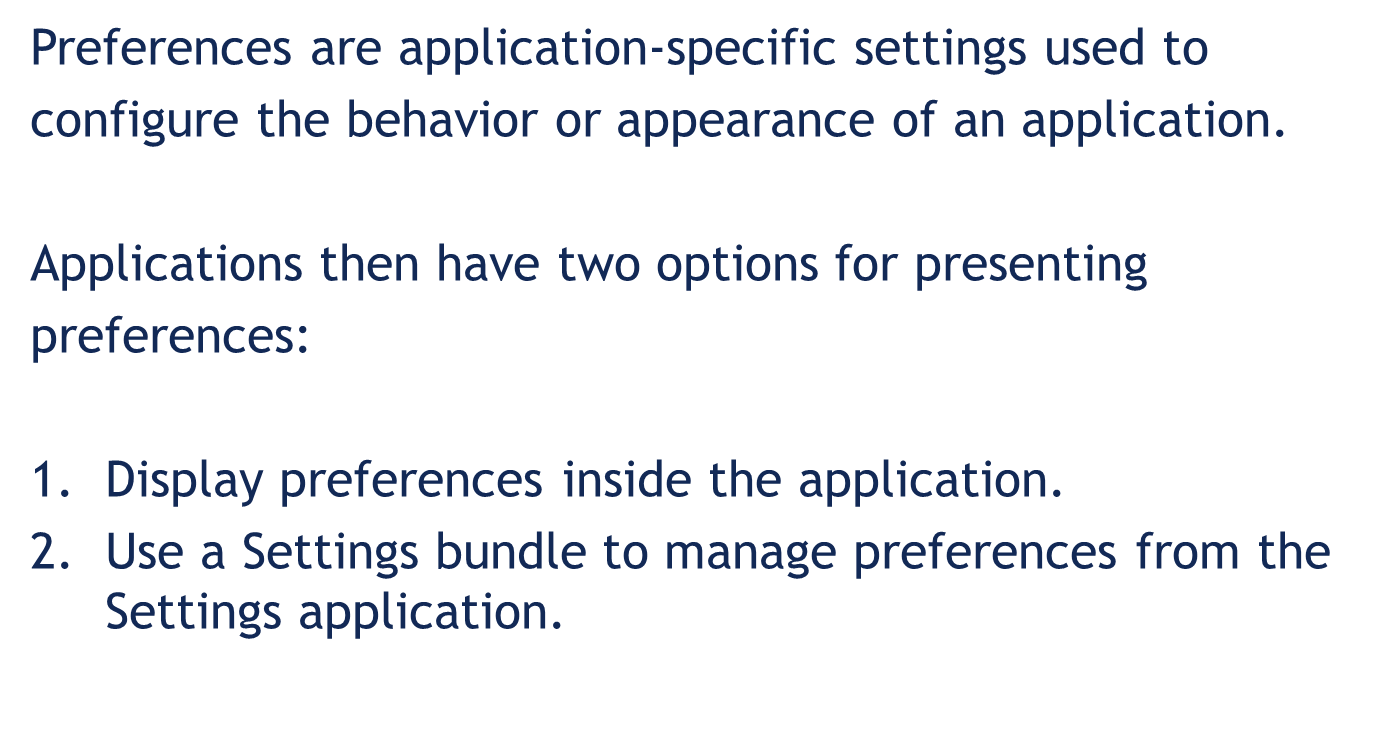 Preferences are application-specific settings used to
configure the behavior or appearance of an application.
Applications then have two options for presenting
preferences:
1. Display preferences inside the application.
2. Use a Settings bundle to manage preferences from the
Settings application.